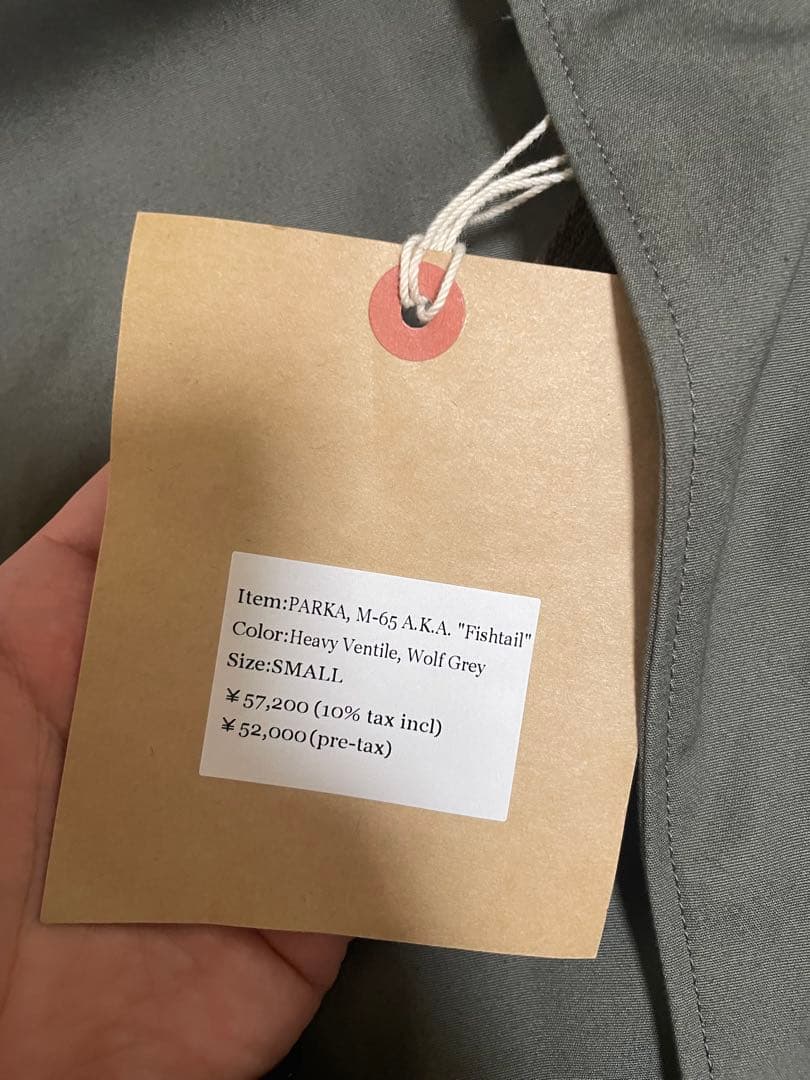 Item:PARKA, M-65 A.K.A. "Fishtail"
Color:Heavy Ventile, Wolf Grey
Size:SMALL
¥57,200 (10% tax incl)
¥52,000(pre-tax)